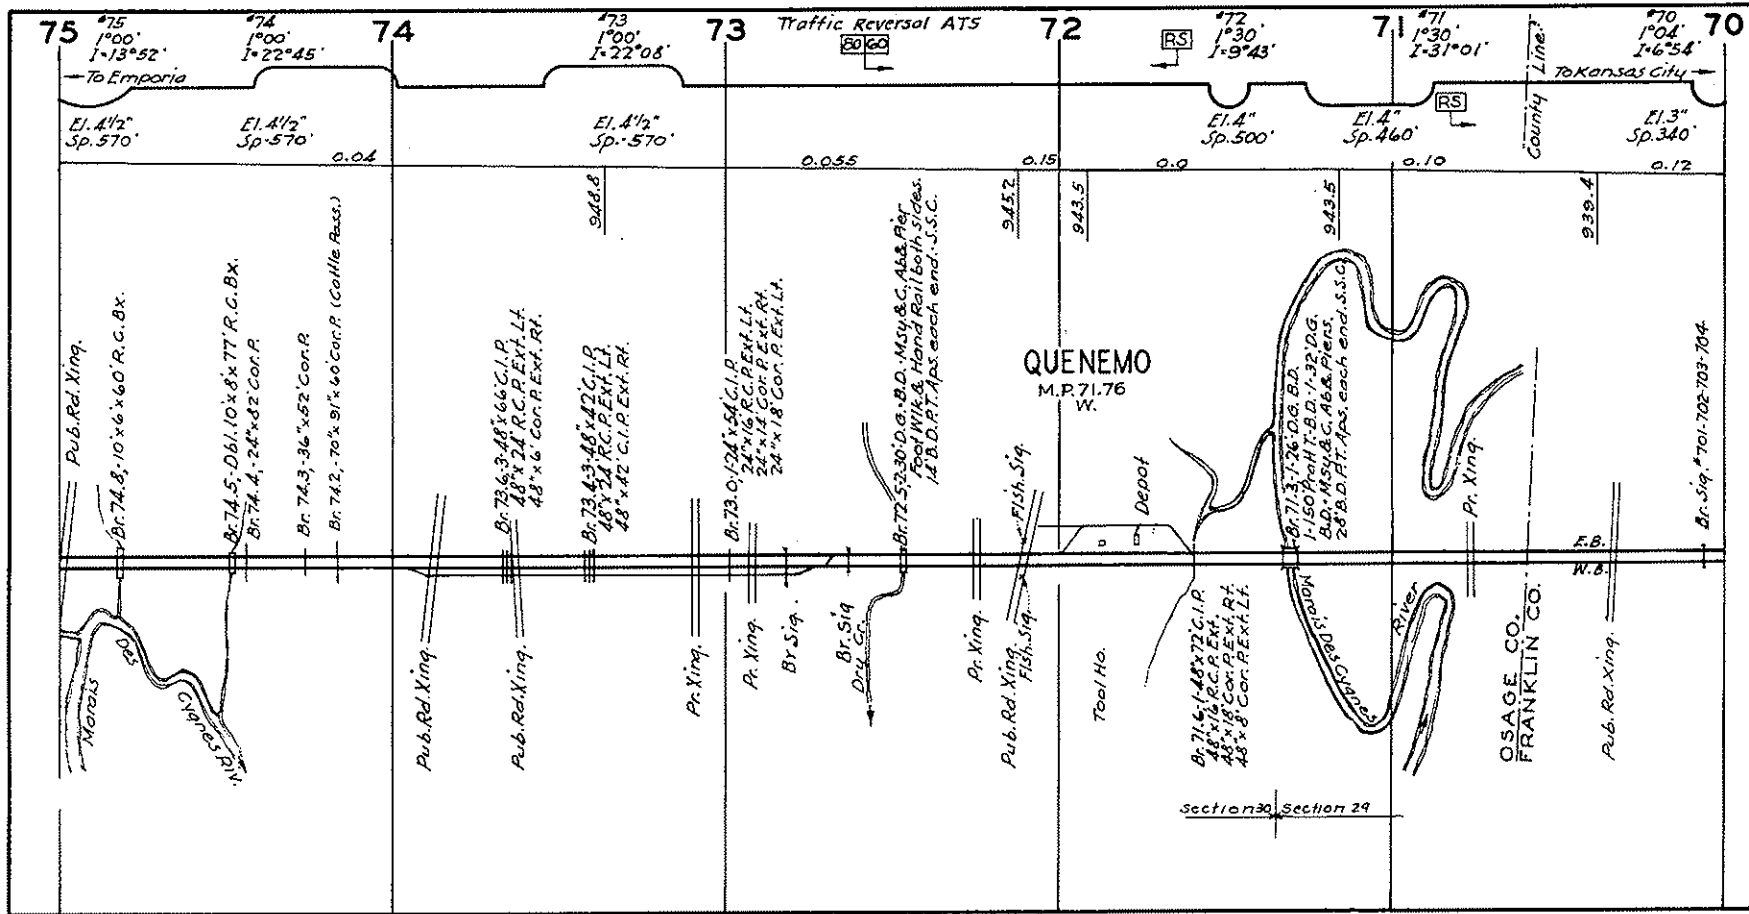 75
#75
1°00'
I=13°52'
#74
1°00'
I=22°45'
74
#73
1°00'
I=22°08'
73
Traffic Reversal ATS
80 60
72
RS
#72
1°30'
I=9°43'
71
#71
1°30'
I=31°01'
County Line
#70
1°04'
I=6°54'
70
To Emporia
To Kansas City
RS
El. 4½"
Sp. 570'
El. 4½"
Sp. 570'
El. 4½"
Sp. 570'
El. 4"
Sp. 500'
El. 4"
Sp. 460'
El. 3"
Sp. 340'
0.04
0.055
0.15
0.0
0.10
0.12
948.8
945.2
943.5
943.5
939.4
Pub. Rd. Xing.
Br. 74.8,-10'x6'x60' R.C. Bx.
Br. 74.5,-Dbl. 10'x8'x77' R.C. Bx.
Br. 74.4,-24"x82' Cor. P.
Br. 74.3,-36"x52' Cor. P.
Br. 74.2,-70"x91"x60' Cor. P. (Cattle Pass.)
Br. 73.6,3-48"x66' C.I.P.
48"x24' R.C.P. Ext. Lt.
48"x6' Cor. P. Ext. Rt.
Br. 73.4,3-48"x42' C.I.P.
48"x24' R.C.P. Ext. Lt.
48"x42' C.I.P. Ext. Rt.
Br. 73.0,1-24"x54' C.I.P.
24"x16' R.C.P. Ext. Lt.
24"x14' Cor. P. Ext. Rt.
24"x18' Cor. P. Ext. Lt.
Br. 72.5,2-30' D.G.-B.D.-Msy. & C. Ab & Pier
Foot Wlk & Hand Rail both sides.
14' B.D.P.T. Aps. each end.-S.S.C.
QUENEMO
M.P. 71.76
W.
Br. 71.3,-1-76' D.G. B.D.
1-150' Pratt T.-B.D.-1-32' D.G.
B.D.-Msy. & C. Ab & Piers.
28' B.D.P.T. Aps. each end.-S.S.C.
Fish. Sig.
Depot
Pr. Xing.
Br. Sig. #701-702-703-704
E.B.
W.B.
Marais
Des
Cygnes Riv.
Pub. Rd. Xing.
Pub. Rd. Xing.
Pr. Xing.
Pr. Xing.
Br Sig.
Br. Sig
Dry Cr.
Pr. Xing.
Pub. Rd. Xing.
Fish. Sig.
Tool Ho.
Br. 71.6,-1-48"x72' C.I.P.
48"x16' R.C.P. Ext.
48"x18' Cor. P. Ext. Rt.
48"x8' Cor. P. Ext. Lt.
Marais Des Cygnes
River
OSAGE CO.
FRANKLIN CO.
Pub. Rd. Xing.
Section 30
Section 29